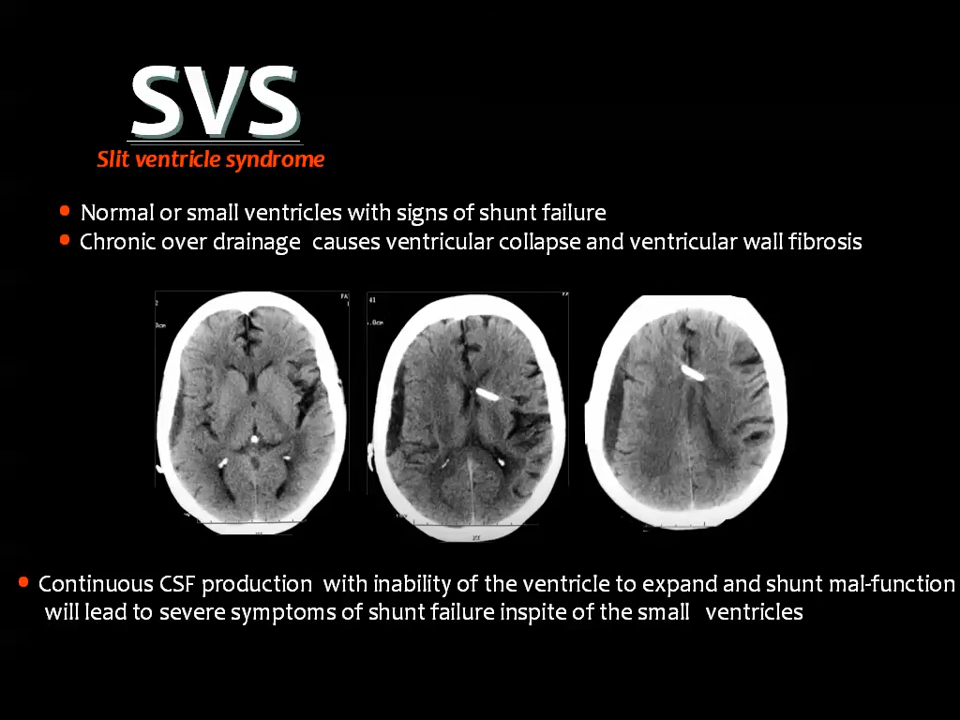 SVS
Slit ventricle syndrome
• Normal or small ventricles with signs of shunt failure
• Chronic over drainage causes ventricular collapse and ventricular wall fibrosis
41
• Continuous CSF production with inability of the ventricle to expand and shunt mal-function
will lead to severe symptoms of shunt failure inspite of the small ventricles